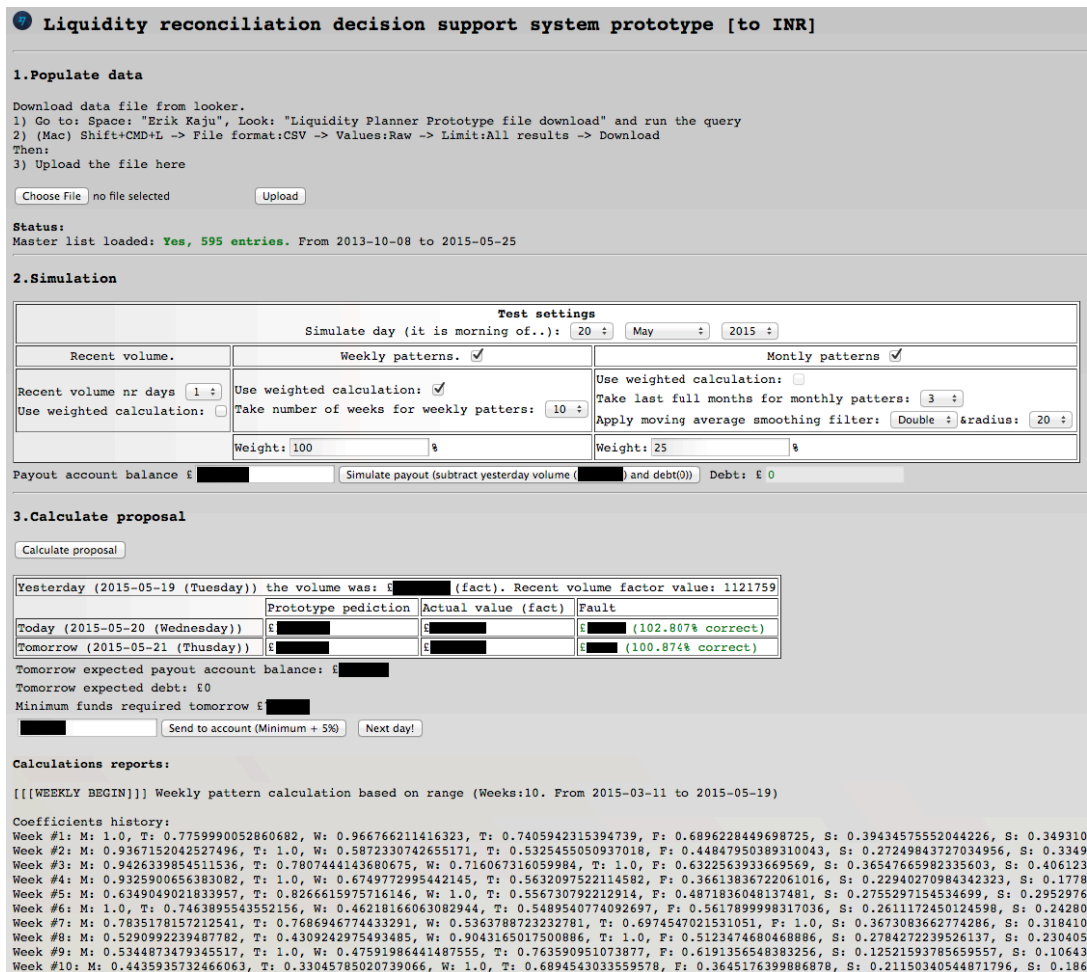 Liquidity reconciliation decision support system prototype [to INR]
1.Populate data
Download data file from looker.
1) Go to: Space: "Erik Kaju", Look: "Liquidity Planner Prototype file download" and run the query
2) (Mac) Shift+CMD+L -> File format:CSV -> Values:Raw -> Limit:All results -> Download
Then:
3) Upload the file here
Choose File no file selected Upload
Status:
Master list loaded: Yes, 595 entries. From 2013-10-08 to 2015-05-25
2.Simulation
Test settings
Simulate day (it is morning of..): 20 May 2015
Recent volume. Weekly patterns. Montly patterns
Recent volume nr days 1
Use weighted calculation:
Use weighted calculation:
Take number of weeks for weekly patters: 10
Use weighted calculation:
Take last full months for monthly patters: 3
Apply moving average smoothing filter: Double &radius: 20
Weight: 100 % Weight: 25 %
Payout account balance £ Simulate payout (subtract yesterday volume ( ) and debt(0)) Debt: £ 0
3.Calculate proposal
Calculate proposal
Yesterday (2015-05-19 (Tuesday)) the volume was: £ (fact). Recent volume factor value: 1121759
Prototype pediction Actual value (fact) Fault
Today (2015-05-20 (Wednesday)) £ £ £ (102.807% correct)
Tomorrow (2015-05-21 (Thusday)) £ £ £ (100.874% correct)
Tomorrow expected payout account balance: £
Tomorrow expected debt: £0
Minimum funds required tomorrow £
Send to account (Minimum + 5%) Next day!
Calculations reports:
[[[WEEKLY BEGIN]]] Weekly pattern calculation based on range (Weeks:10. From 2015-03-11 to 2015-05-19)
Coefficients history:
Week #1: M: 1.0, T: 0.7759990052860682, W: 0.966766211416323, T: 0.7405942315394739, F: 0.6896228449698725, S: 0.39434575552044226, S: 0.349310
Week #2: M: 0.9367152042527496, T: 1.0, W: 0.5872330742655171, T: 0.5325455050937018, F: 0.44847950389310043, S: 0.27249843727034956, S: 0.3349
Week #3: M: 0.9426339854511536, T: 0.7807444143680675, W: 0.716067316059984, T: 1.0, F: 0.6322563933669569, S: 0.36547665982335603, S: 0.406123
Week #4: M: 0.9325900656383082, T: 1.0, W: 0.6749772995442145, T: 0.5632097522114582, F: 0.36613836722061016, S: 0.22940270984342323, S: 0.1778
Week #5: M: 0.6349049021833957, T: 0.8266615975716146, W: 1.0, T: 0.556730792212914, F: 0.4871836048137481, S: 0.2755297154534699, S: 0.2952976
Week #6: M: 1.0, T: 0.7463895543552156, W: 0.46218166063082944, T: 0.5489540774092697, F: 0.5617899998317036, S: 0.2611172450124598, S: 0.24280
Week #7: M: 0.7835178157212541, T: 0.7686946774433291, W: 0.5363788723232781, T: 0.6974547021531051, F: 1.0, S: 0.3673083662774286, S: 0.318410
Week #8: M: 0.5290992239487782, T: 0.4309242975493485, W: 0.9043165017500886, T: 1.0, F: 0.5123474680468886, S: 0.2784272239526137, S: 0.230405
Week #9: M: 0.5344873479345517, T: 1.0, W: 0.47591986441487555, T: 0.763590951073877, F: 0.6191356548383256, S: 0.12521593785659557, S: 0.10664
Week #10: M: 0.4435935732466063, T: 0.33045785020739066, W: 1.0, T: 0.6894543033559578, F: 0.3645176399886878, S: 0.21150340544871796, S: 0.186